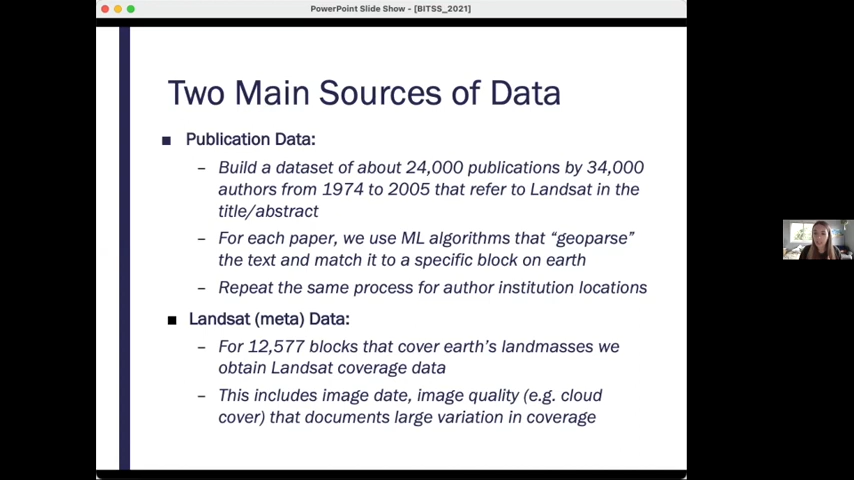 PowerPoint Slide Show - [BITSS_2021]
Two Main Sources of Data
■ Publication Data:
– Build a dataset of about 24,000 publications by 34,000
authors from 1974 to 2005 that refer to Landsat in the
title/abstract
– For each paper, we use ML algorithms that “geoparse”
the text and match it to a specific block on earth
– Repeat the same process for author institution locations
■ Landsat (meta) Data:
– For 12,577 blocks that cover earth’s landmasses we
obtain Landsat coverage data
– This includes image date, image quality (e.g. cloud
cover) that documents large variation in coverage